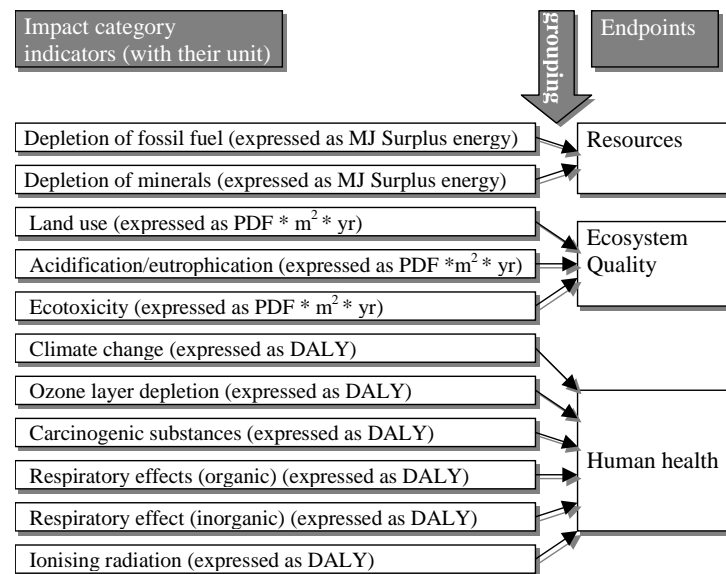 Impact category
indicators (with their unit)
grouping
Endpoints
Depletion of fossil fuel (expressed as MJ Surplus energy)
Depletion of minerals (expressed as MJ Surplus energy)
Resources
Land use (expressed as PDF * m² * yr)
Acidification/eutrophication (expressed as PDF *m² * yr)
Ecotoxicity (expressed as PDF * m² * yr)
Ecosystem
Quality
Climate change (expressed as DALY)
Ozone layer depletion (expressed as DALY)
Carcinogenic substances (expressed as DALY)
Respiratory effects (organic) (expressed as DALY)
Respiratory effect (inorganic) (expressed as DALY)
Ionising radiation (expressed as DALY)
Human health